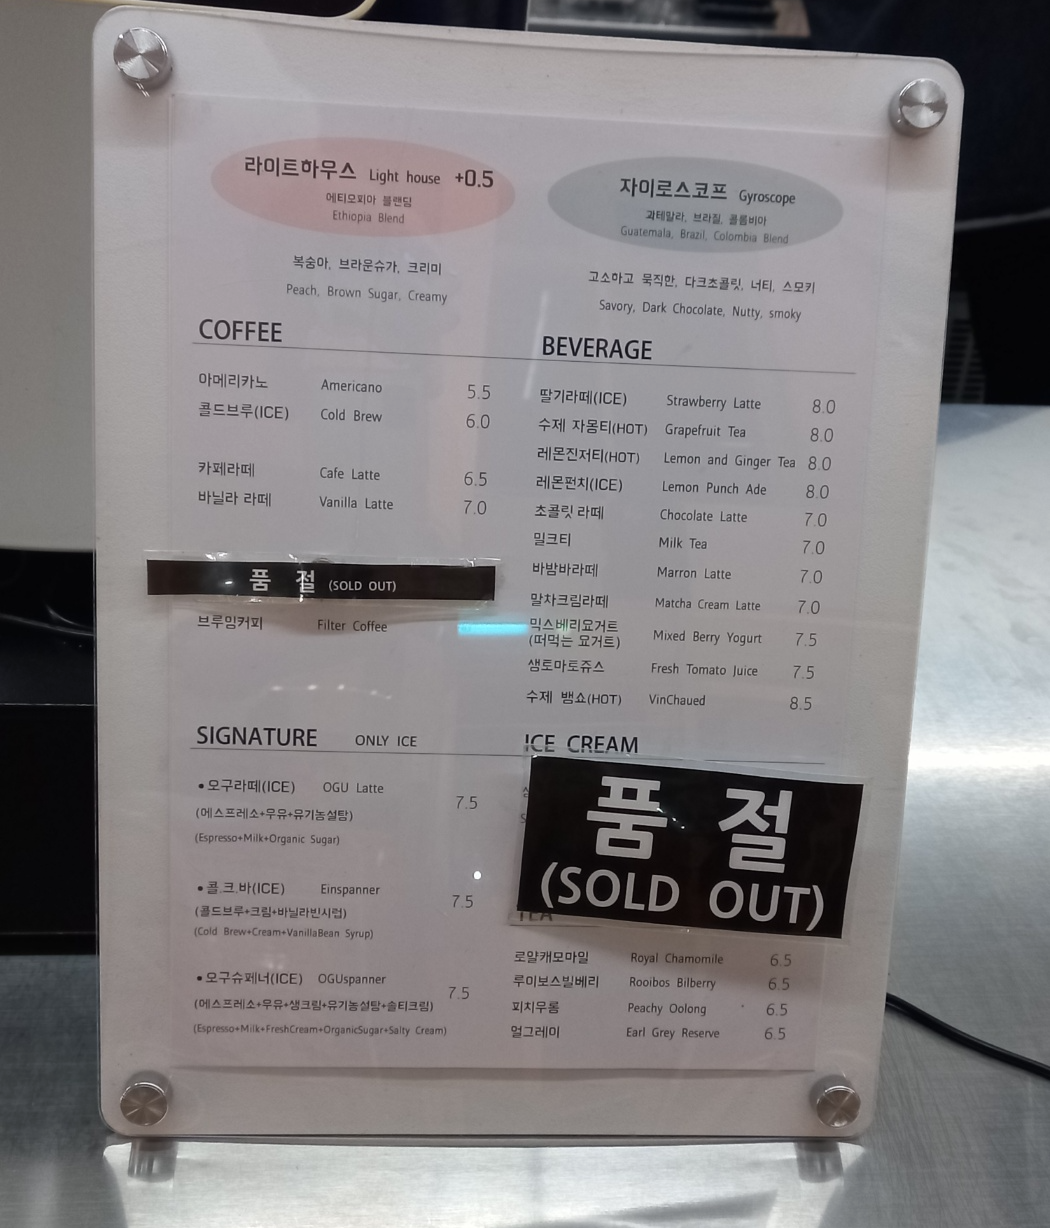 라이트하우스 Light house +0.5
에티오피아 블랜딩
Ethiopia Blend
복숭아, 브라운슈가, 크리미
Peach, Brown Sugar, Creamy
자이로스코프 Gyroscope
과테말라, 브라질, 콜롬비아
Guatemala, Brazil, Colombia Blend
고소하고 묵직한, 다크초콜릿, 너티, 스모키
Savory, Dark Chocolate, Nutty, smoky
COFFEE
아메리카노 Americano 5.5
콜드브루(ICE) Cold Brew 6.0
카페라떼 Cafe Latte 6.5
바닐라 라떼 Vanilla Latte 7.0
품 절 (SOLD OUT)
브루잉커피 Filter Coffee
BEVERAGE
딸기라떼(ICE) Strawberry Latte 8.0
수제 자몽티(HOT) Grapefruit Tea 8.0
레몬진저티(HOT) Lemon and Ginger Tea 8.0
레몬펀치(ICE) Lemon Punch Ade 8.0
초콜릿 라떼 Chocolate Latte 7.0
밀크티 Milk Tea 7.0
바밤바라떼 Marron Latte 7.0
말차크림라떼 Matcha Cream Latte 7.0
믹스베리요거트 Mixed Berry Yogurt 7.5
(떠먹는 요거트)
생토마토쥬스 Fresh Tomato Juice 7.5
수제 뱅쇼(HOT) VinChaued 8.5
SIGNATURE ONLY ICE
•오구라떼(ICE) OGU Latte 7.5
(에스프레소+우유+유기농설탕)
(Espresso+Milk+Organic Sugar)
•콜.크.바(ICE) Einspanner 7.5
(콜드브루+크림+바닐라빈시럽)
(Cold Brew+Cream+VanillaBean Syrup)
•오구슈페너(ICE) OGUspanner 7.5
(에스프레소+우유+생크림+유기농설탕+솔티크림)
(Espresso+Milk+FreshCream+OrganicSugar+Salty Cream)
ICE CREAM
품 절
(SOLD OUT)
TEA
로얄캐모마일 Royal Chamomile 6.5
루이보스빌베리 Rooibos Bilberry 6.5
피치우롱 Peachy Oolong 6.5
얼그레이 Earl Grey Reserve 6.5